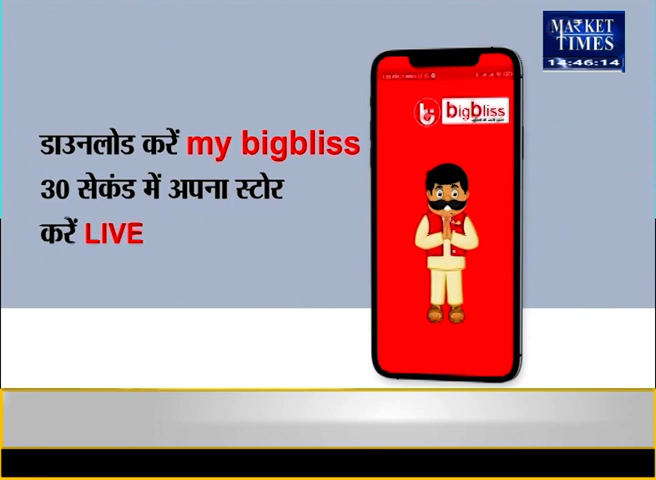 MARKET
TIMES
14:46:14
bigbliss
डाउनलोड करें my bigbliss
30 सेकंड में अपना स्टोर
करें LIVE